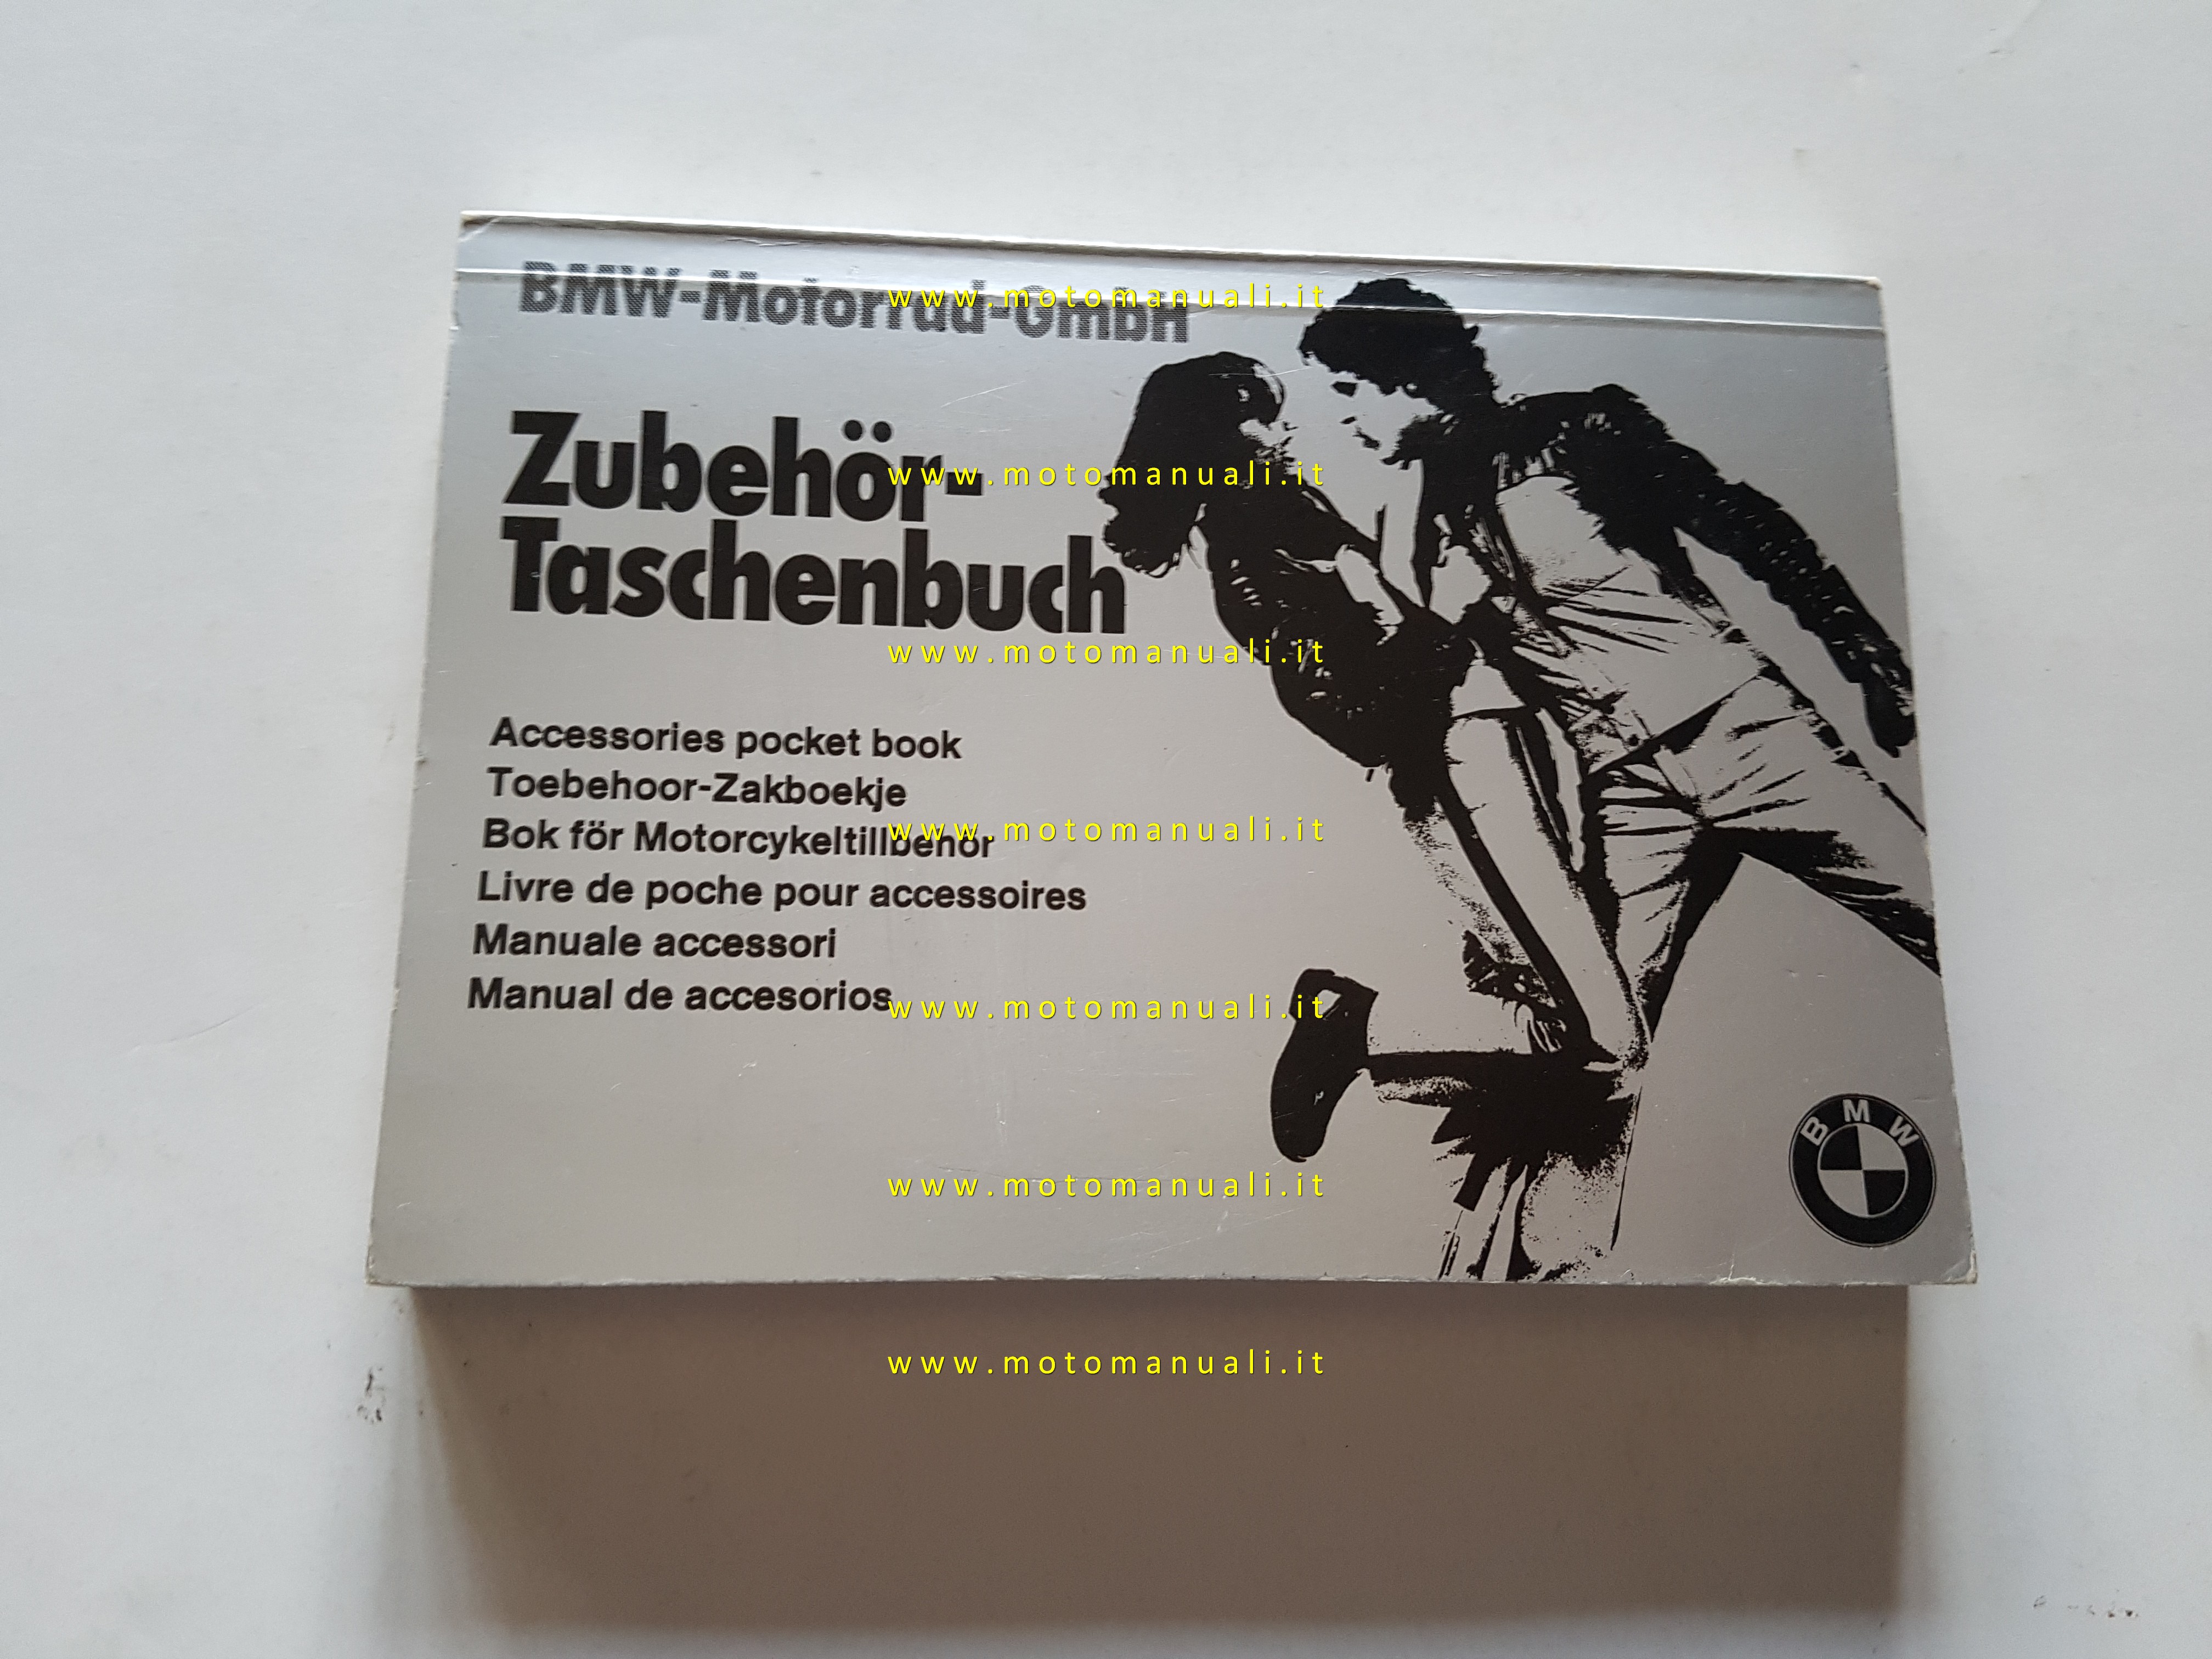 BMW-Motorrad-GmbH
www.motomanuali.it
Zubehör-
www.motomanuali.it
Taschenbuch
www.motomanuali.it
Accessories pocket book
Toebehoor-Zakboekje
Bok för Motorcykeltillbehör
www.motomanuali.it
Livre de poche pour accessoires
Manuale accessori
Manual de accesorios
www.motomanuali.it
BMW
www.motomanuali.it
www.motomanuali.it